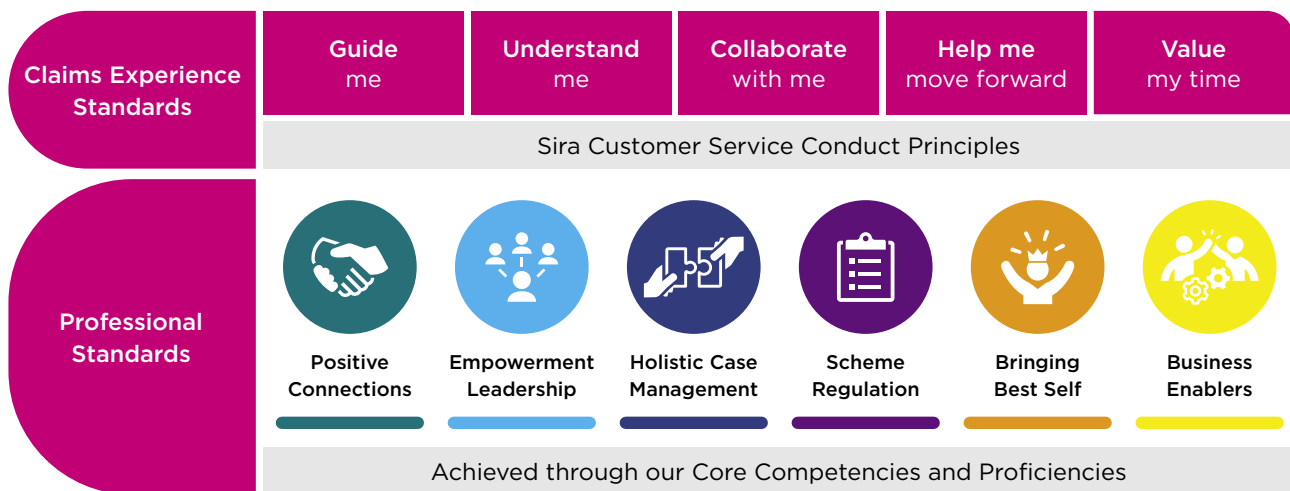 Claims Experience
Standards
Guide
me
Understand
me
Collaborate
with me
Help me
move forward
Value
my time
Sira Customer Service Conduct Principles
Professional
Standards
Positive
Connections
Empowerment
Leadership
Holistic Case
Management
Scheme
Regulation
Bringing
Best Self
Business
Enablers
Achieved through our Core Competencies and Proficiencies